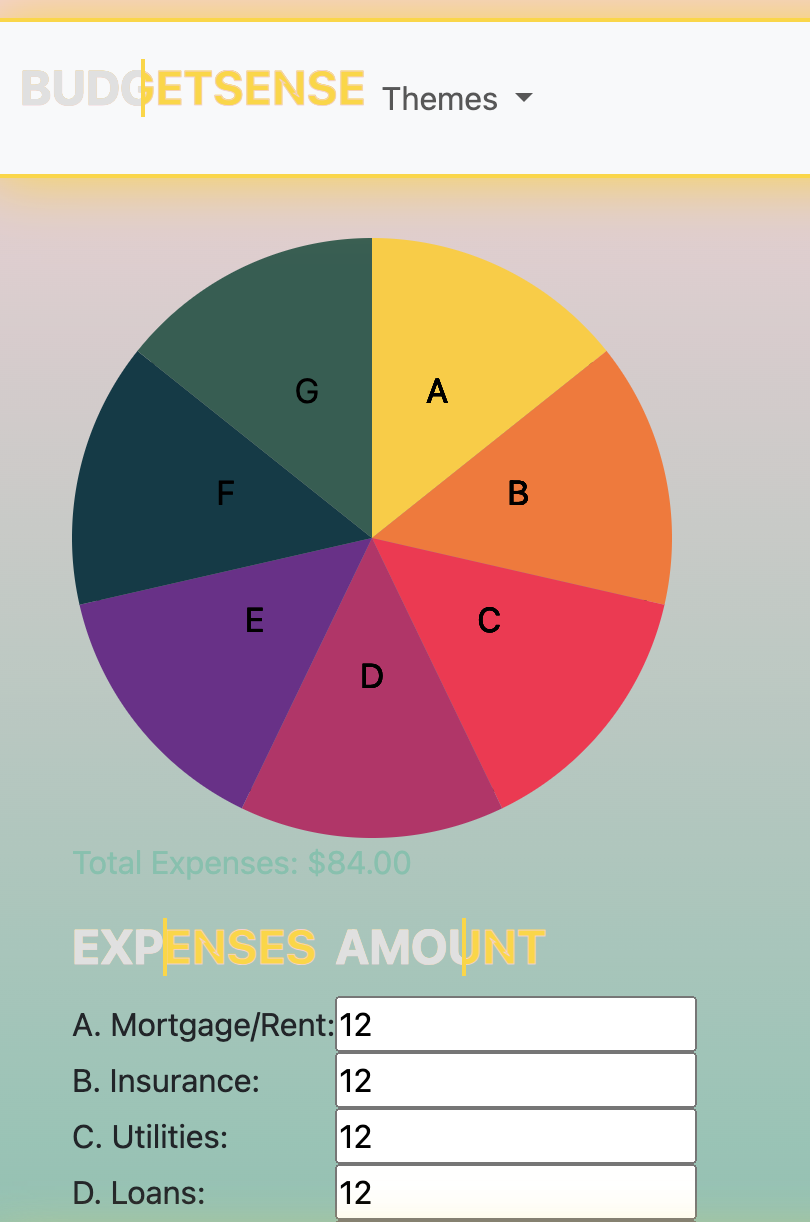 BUDGETSENSE Themes
G A
F B
E C
D
Total Expenses: $84.00
EXPENSES AMOUNT
A. Mortgage/Rent: 12
B. Insurance: 12
C. Utilities: 12
D. Loans: 12